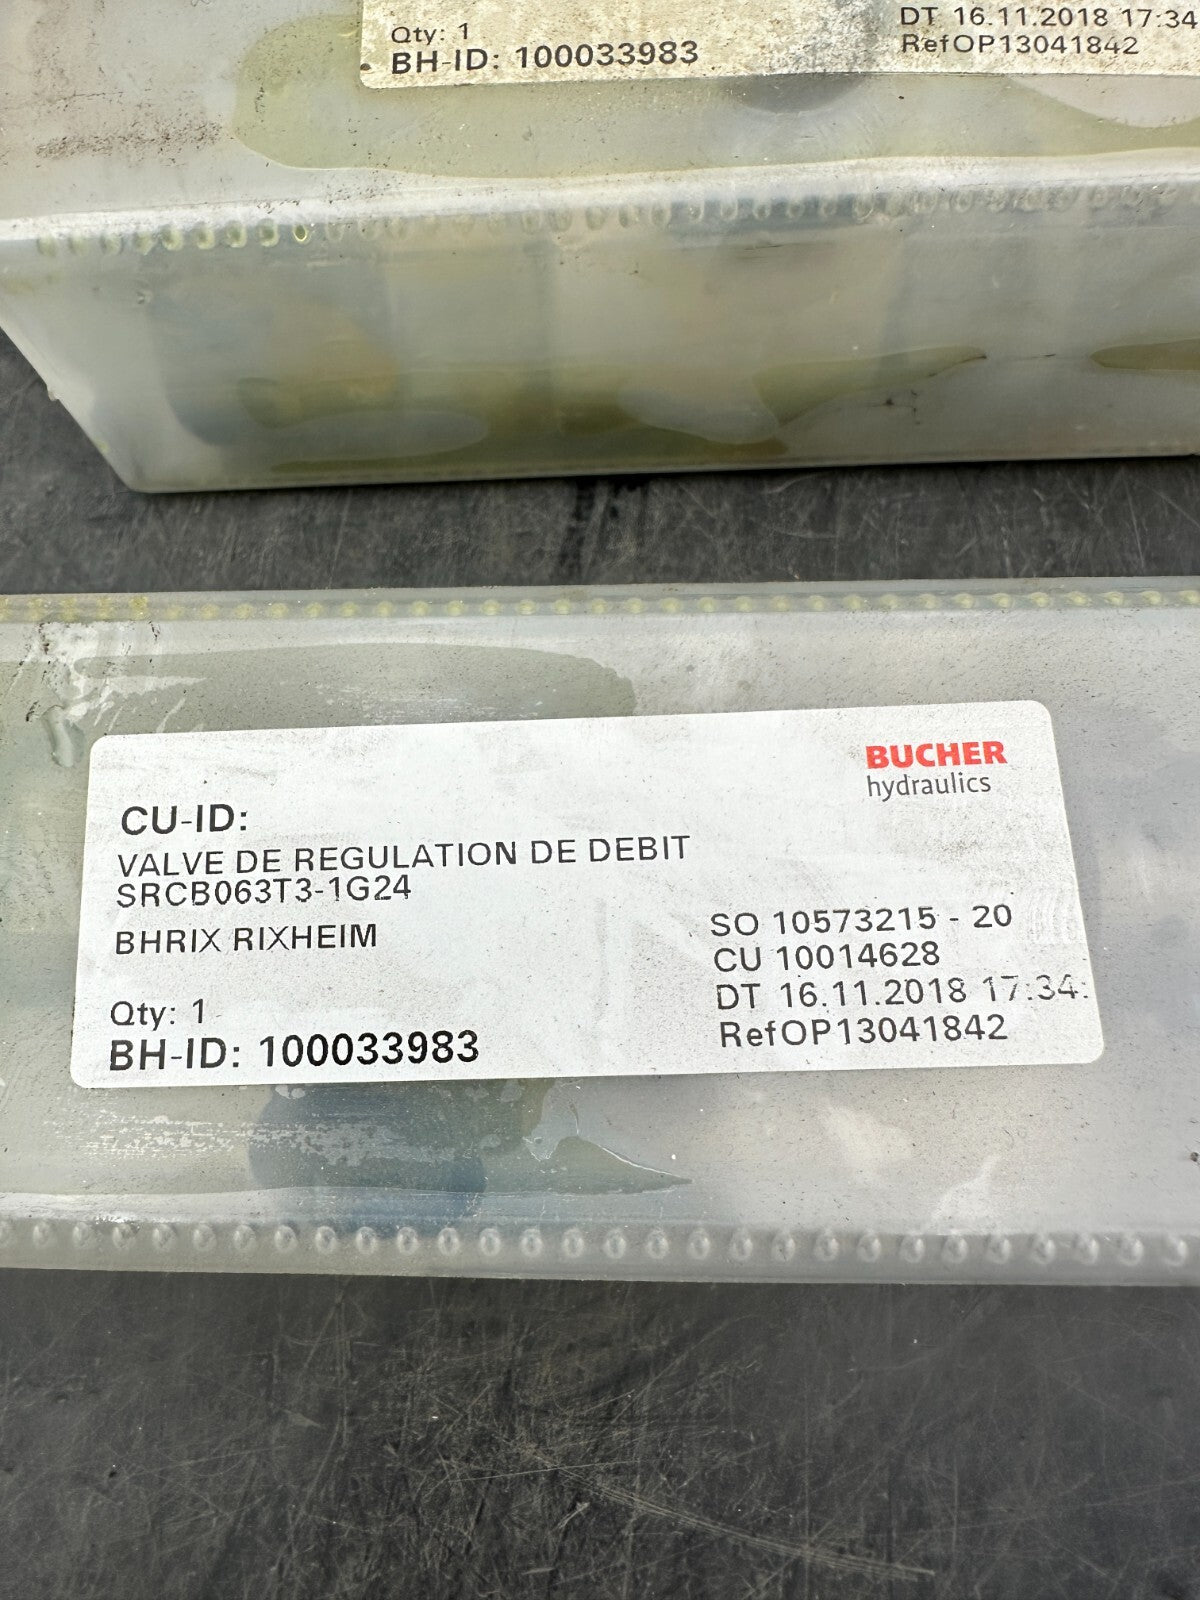 Qty: 1
BH-ID: 100033983
DT 16.11.2018 17:34
RefOP13041842
BUCHER
hydraulics
CU-ID:
VALVE DE REGULATION DE DEBIT
SRCB063T3-1G24
BHRIX RIXHEIM
SO 10573215 - 20
CU 10014628
DT 16.11.2018 17:34:
RefOP13041842
Qty: 1
BH-ID: 100033983